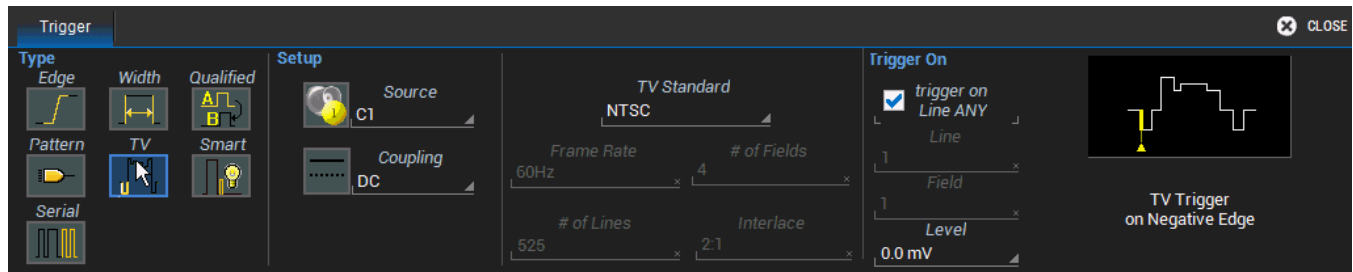 Trigger
CLOSE
Type
Edge
Width
Qualified
A
B
Pattern
TV
Smart
Serial
Setup
Source
1
C1
Coupling
DC
TV Standard
NTSC
Frame Rate
60Hz
# of Fields
4
# of Lines
525
Interlace
2:1
Trigger On
trigger on
Line ANY
Line
1
Field
1
Level
0.0 mV
TV Trigger
on Negative Edge